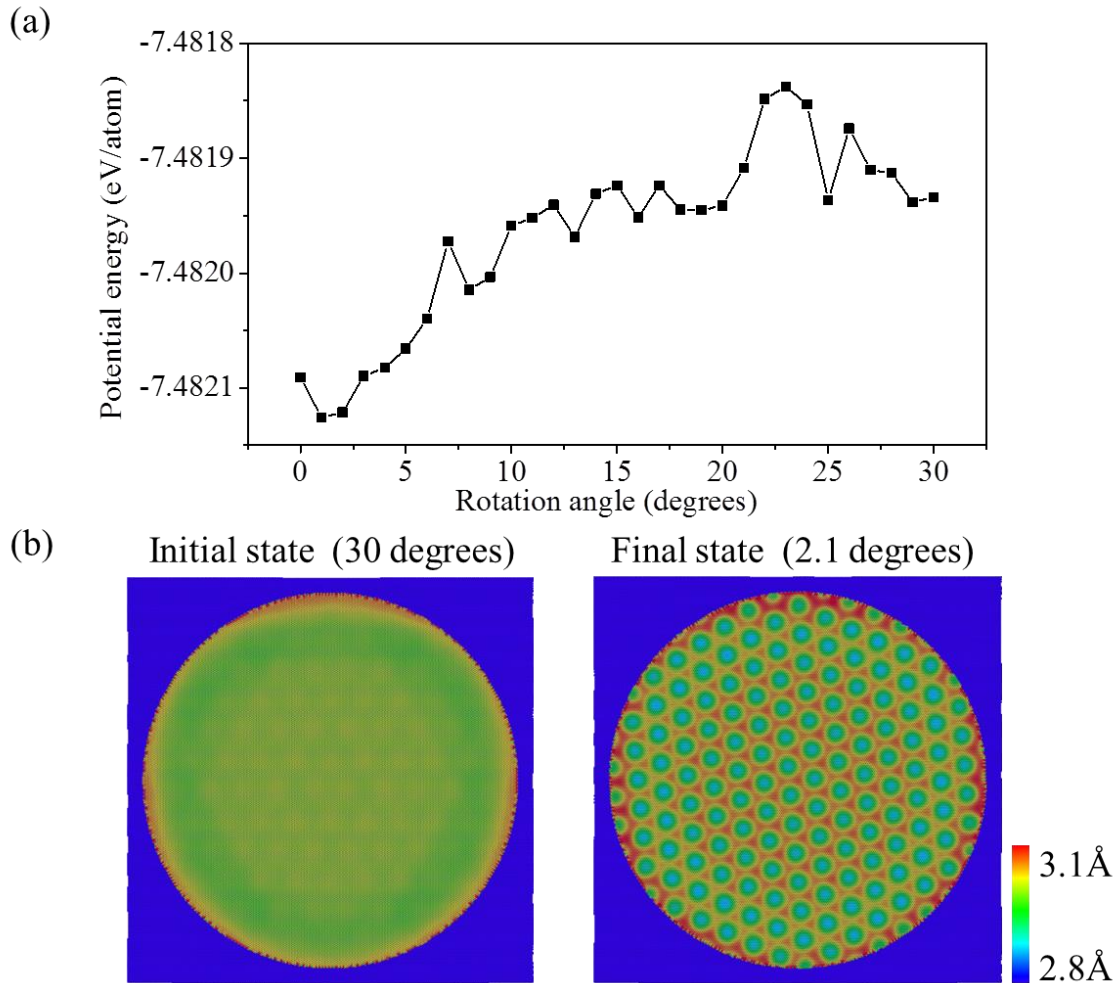 (a)
-7.4818
-7.4819
-7.4820
-7.4821
Potential energy (eV/atom)
0 5 10 15 20 25 30
Rotation angle (degrees)
(b)
Initial state (30 degrees)
Final state (2.1 degrees)
3.1Å
2.8Å